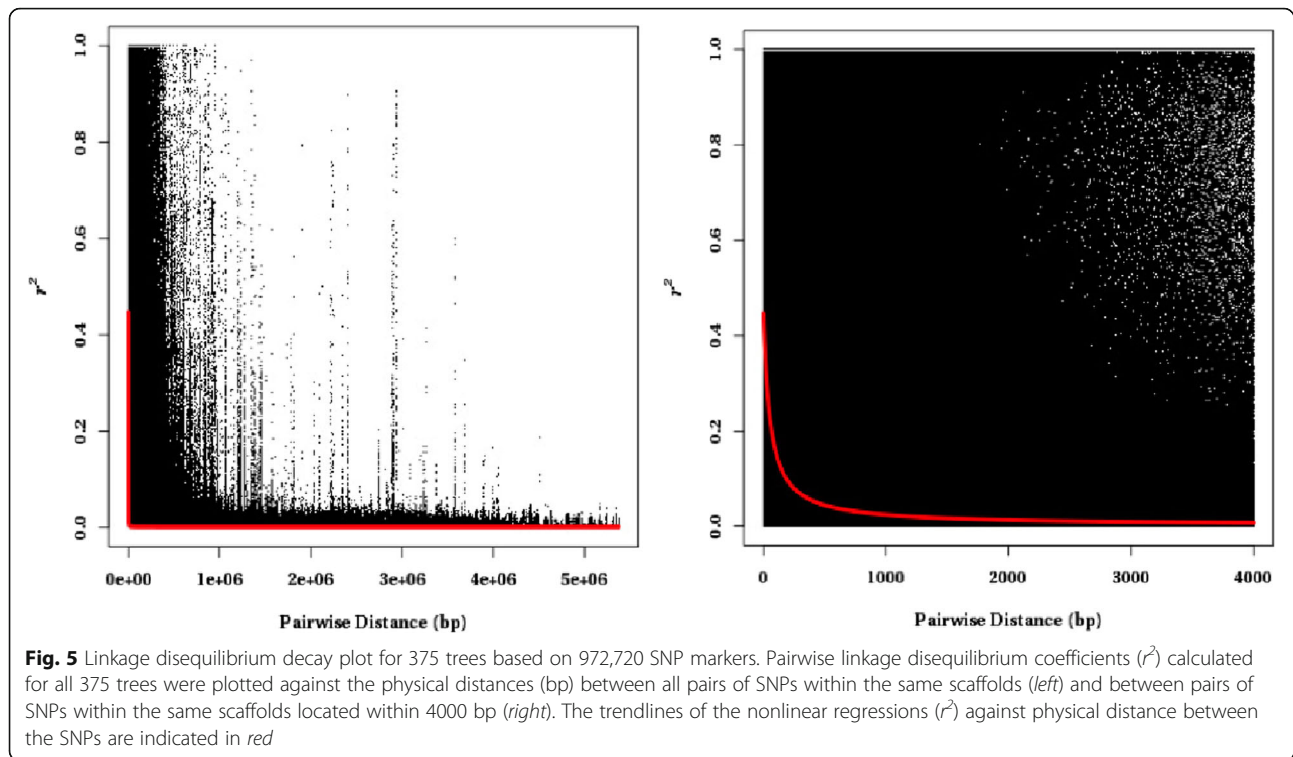 1.0
0.8
0.6
0.4
0.2
0.0
r²
0e+00 1e+06 2e+06 3e+06 4e+06 5e+06
Pairwise Distance (bp)
1.0
0.8
0.6
0.4
0.2
0.0
r²
0 1000 2000 3000 4000
Pairwise Distance (bp)
Fig. 5 Linkage disequilibrium decay plot for 375 trees based on 972,720 SNP markers. Pairwise linkage disequilibrium coefficients (r²) calculated
for all 375 trees were plotted against the physical distances (bp) between all pairs of SNPs within the same scaffolds (left) and between pairs of
SNPs within the same scaffolds located within 4000 bp (right). The trendlines of the nonlinear regressions (r²) against physical distance between
the SNPs are indicated in red